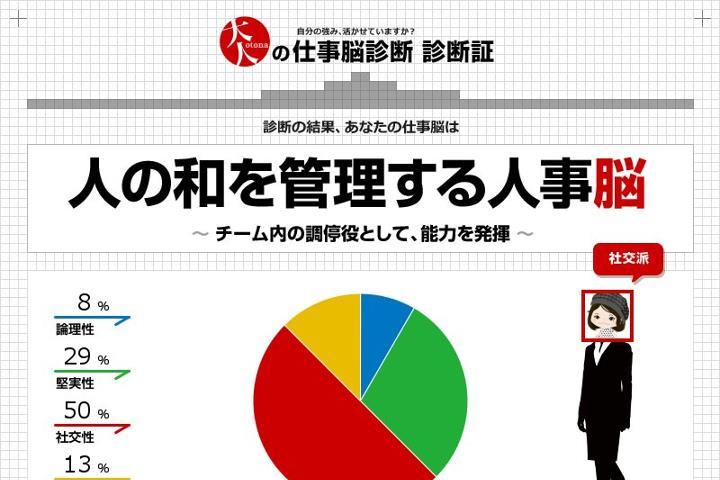 自分の強み、活かせていますか?
大人 otona の仕事脳診断 診断証
診断の結果、あなたの仕事脳は
人の和を管理する人事脳
～ チーム内の調停役として、能力を発揮 ～
社交派
8 %
論理性
29 %
堅実性
50 %
社交性
13 %